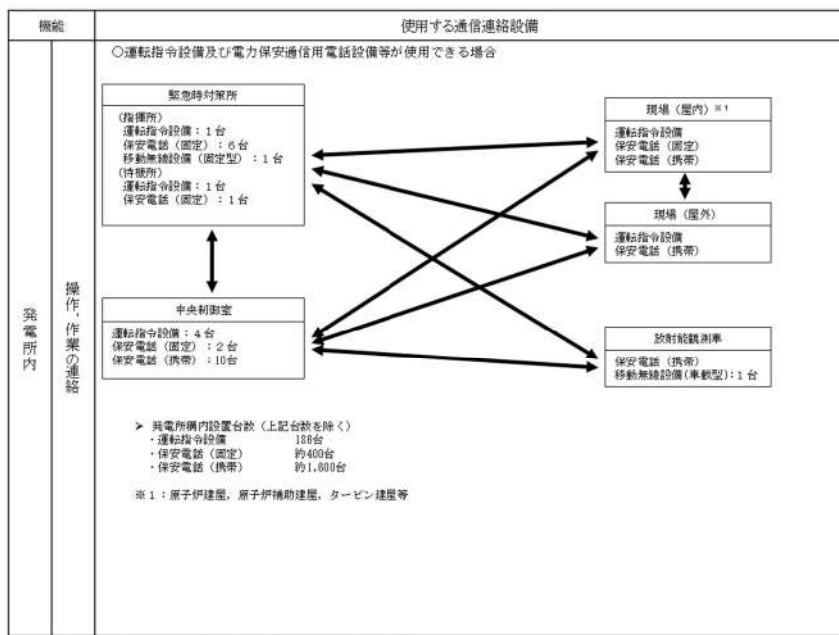 機能
使用する通信連絡設備
発電所内
操作,作業の連絡
○運転指令設備及び電力保安通信用電話設備等が使用できる場合
緊急時対策所
(指揮所)
運転指令設備:1台
保安電話(固定):6台
移動無線設備(固定型):1台
(待機所)
運転指令設備:1台
保安電話(固定):1台
中央制御室
運転指令設備:4台
保安電話(固定):2台
保安電話(携帯):10台
現場(屋内)※1
運転指令設備
保安電話(固定)
保安電話(携帯)
現場(屋外)
運転指令設備
保安電話(携帯)
放射能観測車
保安電話(携帯)
移動無線設備(車載型):1台
➢ 発電所構内設置台数(上記台数を除く)
・運転指令設備
・保安電話(固定) 約400台
・保安電話(携帯)
※1:原子炉建屋,原子炉補助建屋,タービン建屋等